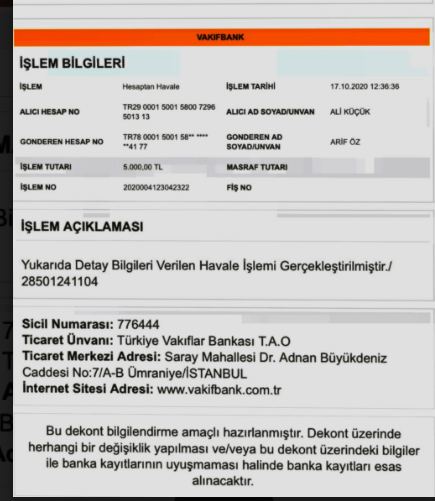 VAKIFBANK
İŞLEM BİLGİLERİ
İŞLEM Hesaptan Havale İŞLEM TARİHİ 17.10.2020 12:36:36
ALICI HESAP NO TR29 0001 5001 5800 7296 5013 13 ALICI AD SOYAD/UNVAN ALİ KÜÇÜK
GONDEREN HESAP NO TR78 0001 5001 58** **** **41 77 GONDEREN AD SOYAD/UNVAN ARİF ÖZ
İŞLEM TUTARI 5.000,00 TL MASRAF TUTARI
İŞLEM NO 2020004123042322 FİŞ NO
İŞLEM AÇIKLAMASI
Yukarıda Detay Bilgileri Verilen Havale İşlemi Gerçekleştirilmiştir./
28501241104
Sicil Numarası: 776444
Ticaret Ünvanı: Türkiye Vakıflar Bankası T.A.O
Ticaret Merkezi Adresi: Saray Mahallesi Dr. Adnan Büyükdeniz
Caddesi No:7/A-B Ümraniye/İSTANBUL
İnternet Sitesi Adresi: www.vakifbank.com.tr
Bu dekont bilgilendirme amaçlı hazırlanmıştır. Dekont üzerinde
herhangi bir değişiklik yapılması ve/veya bu dekont üzerindeki bilgiler
ile banka kayıtlarının uyuşmaması halinde banka kayıtları esas
alınacaktır.